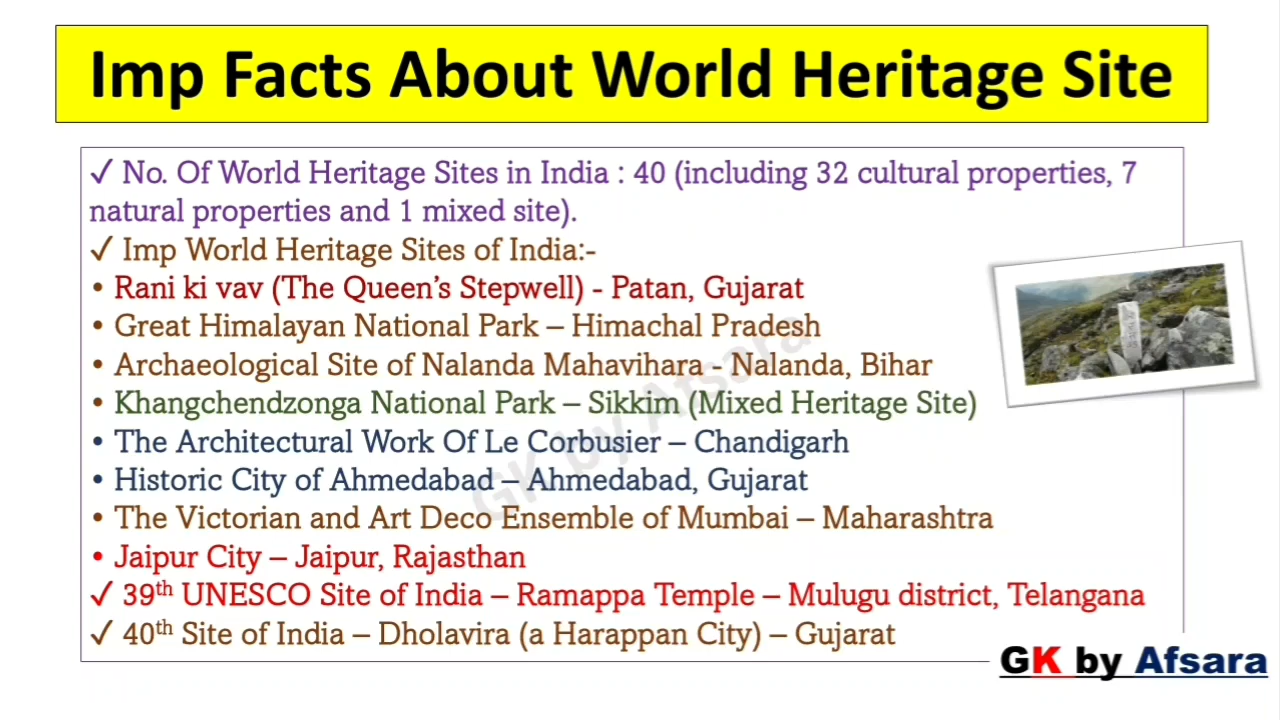 Imp Facts About World Heritage Site
✓ No. Of World Heritage Sites in India : 40 (including 32 cultural properties, 7
natural properties and 1 mixed site).
✓ Imp World Heritage Sites of India:-
• Rani ki vav (The Queen's Stepwell) - Patan, Gujarat
• Great Himalayan National Park – Himachal Pradesh
• Archaeological Site of Nalanda Mahavihara - Nalanda, Bihar
• Khangchendzonga National Park – Sikkim (Mixed Heritage Site)
• The Architectural Work Of Le Corbusier – Chandigarh
• Historic City of Ahmedabad – Ahmedabad, Gujarat
• The Victorian and Art Deco Ensemble of Mumbai – Maharashtra
• Jaipur City – Jaipur, Rajasthan
✓ 39th UNESCO Site of India – Ramappa Temple – Mulugu district, Telangana
✓ 40th Site of India – Dholavira (a Harappan City) – Gujarat
GK by Afsara
GK by Afsara